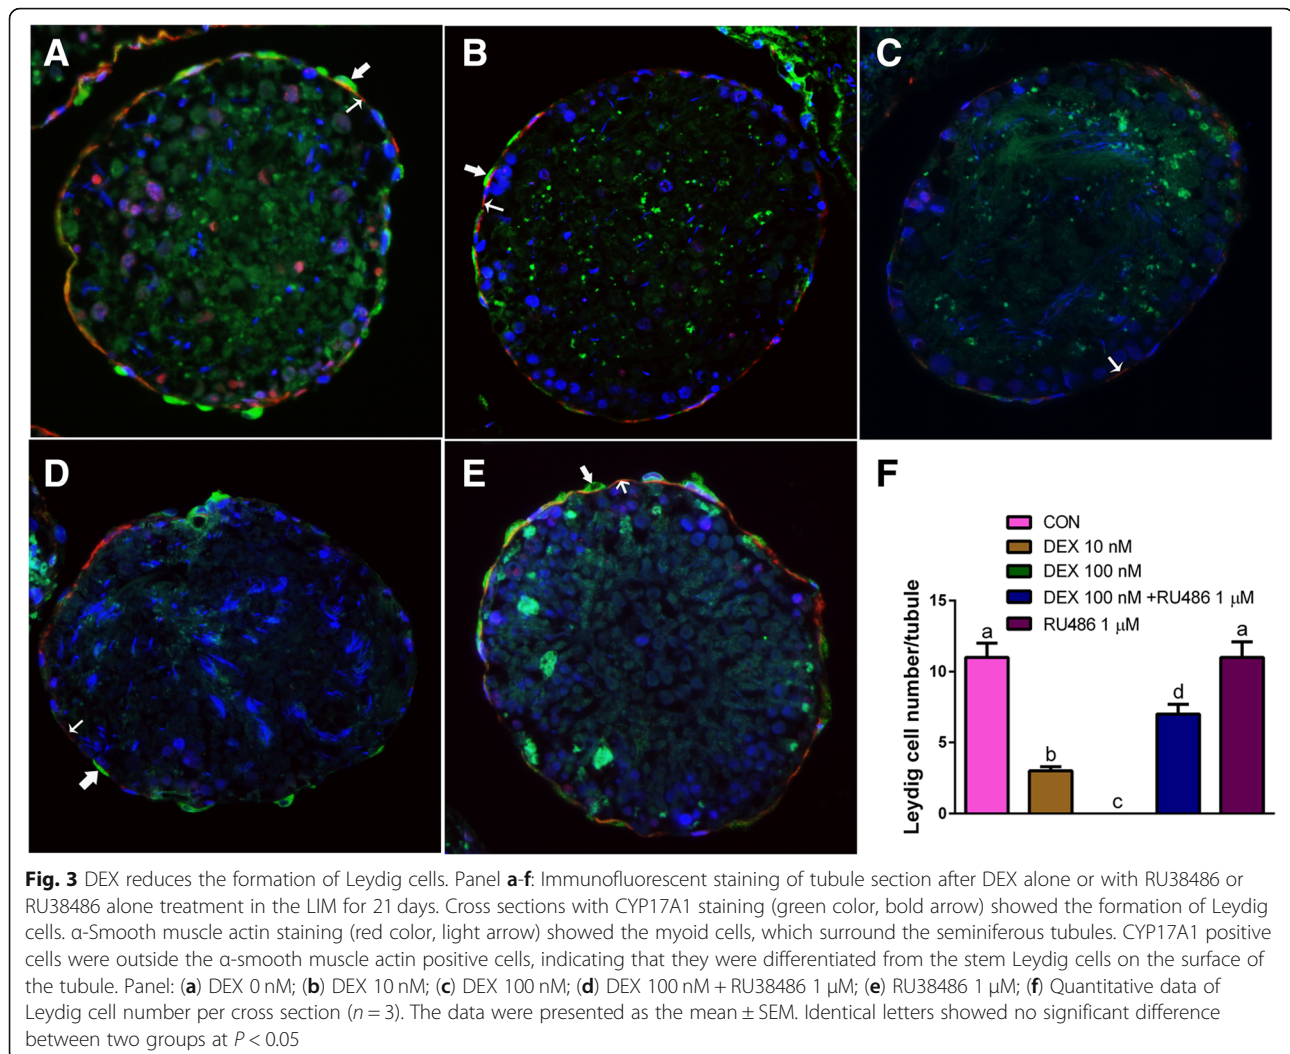 A
B
C
D
E
F
CON
DEX 10 nM
DEX 100 nM
DEX 100 nM +RU486 1 μM
RU486 1 μM
Leydig cell number/tubule
15
10
5
0
a
b
c
d
a
Fig. 3 DEX reduces the formation of Leydig cells. Panel a-f: Immunofluorescent staining of tubule section after DEX alone or with RU38486 or
RU38486 alone treatment in the LIM for 21 days. Cross sections with CYP17A1 staining (green color, bold arrow) showed the formation of Leydig
cells. α-Smooth muscle actin staining (red color, light arrow) showed the myoid cells, which surround the seminiferous tubules. CYP17A1 positive
cells were outside the α-smooth muscle actin positive cells, indicating that they were differentiated from the stem Leydig cells on the surface of
the tubule. Panel: (a) DEX 0 nM; (b) DEX 10 nM; (c) DEX 100 nM; (d) DEX 100 nM + RU38486 1 μM; (e) RU38486 1 μM; (f) Quantitative data of
Leydig cell number per cross section (n = 3). The data were presented as the mean ± SEM. Identical letters showed no significant difference
between two groups at P < 0.05